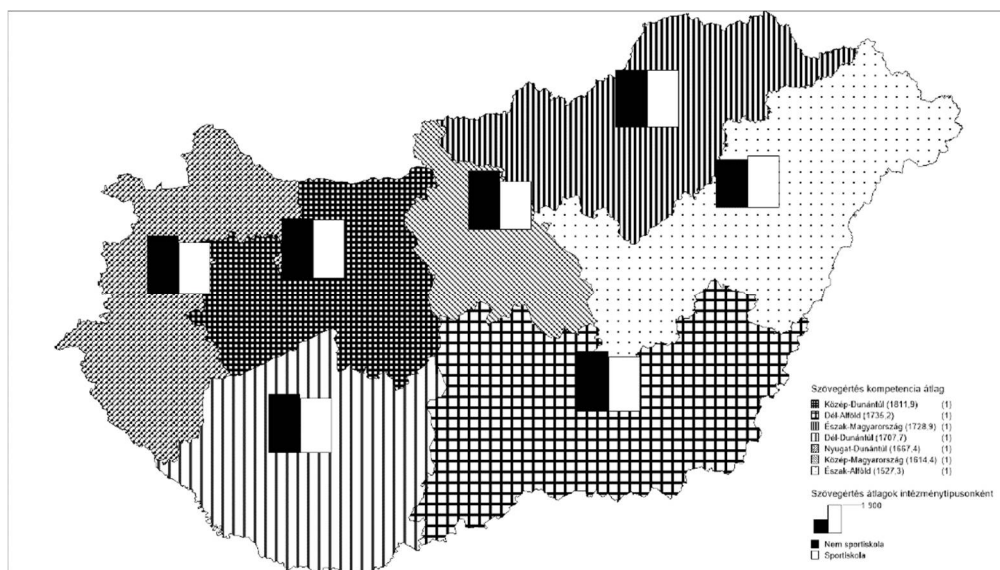 Szövegértés kompetencia átlag
Közép-Dunántúl (1811,9) (1)
Dél-Alföld (1735,2) (1)
Észak-Magyarország (1728,9) (1)
Dél-Dunántúl (1707,7) (1)
Nyugat-Dunántúl (1667,4) (1)
Közép-Magyarország (1614,4) (1)
Észak-Alföld (1527,3) (1)
Szövegértés átlagok intézménytípusonként
1.900
Nem sportiskola
Sportiskola